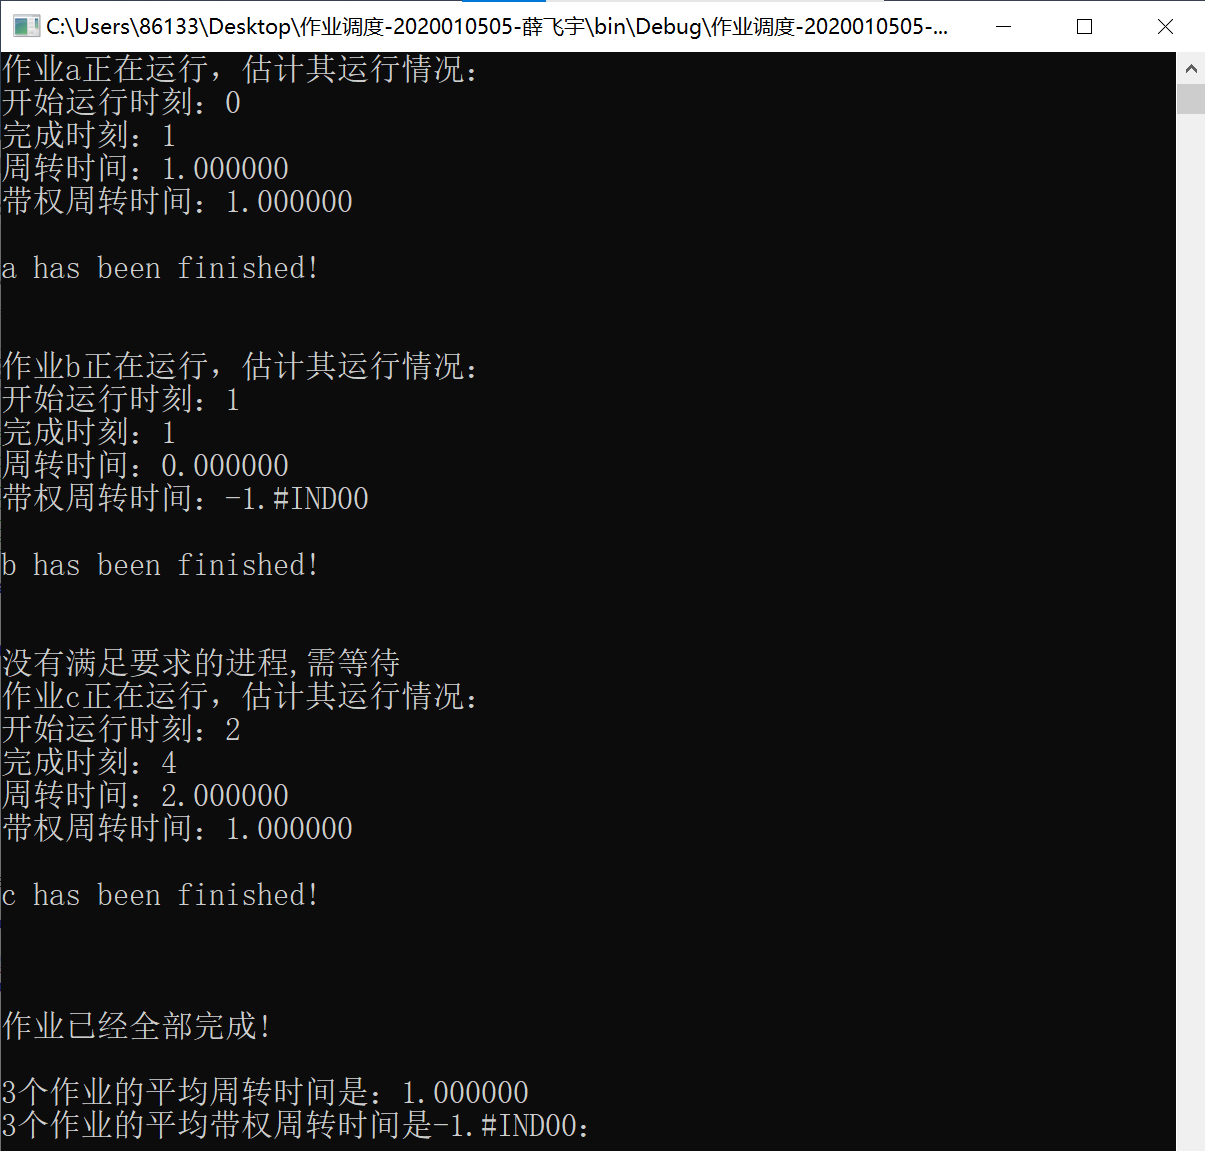 C:\Users\86133\Desktop\作业调度-2020010505-薛飞宇\bin\Debug\作业调度-2020010505-...
作业a正在运行，估计其运行情况：
开始运行时刻：0
完成时刻：1
周转时间：1.000000
带权周转时间：1.000000
a has been finished!
作业b正在运行，估计其运行情况：
开始运行时刻：1
完成时刻：1
周转时间：0.000000
带权周转时间：-1.#IND00
b has been finished!
没有满足要求的进程,需等待
作业c正在运行，估计其运行情况：
开始运行时刻：2
完成时刻：4
周转时间：2.000000
带权周转时间：1.000000
c has been finished!
作业已经全部完成!
3个作业的平均周转时间是：1.000000
3个作业的平均带权周转时间是-1.#IND00：